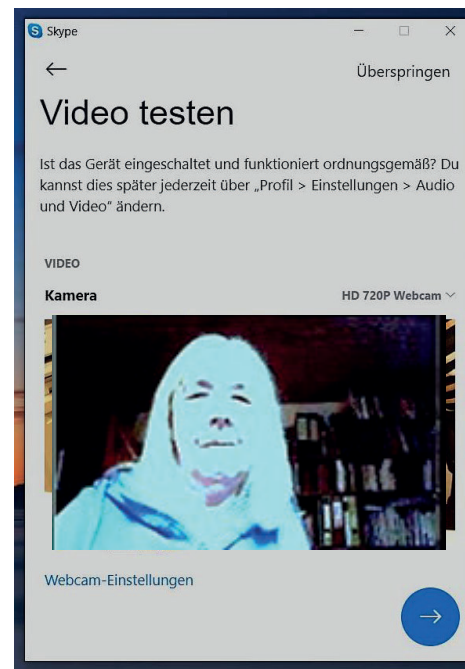 Skype
Überspringen
Video testen
Ist das Gerät eingeschaltet und funktioniert ordnungsgemäß? Du
kannst dies später jederzeit über „Profil > Einstellungen > Audio
und Video“ ändern.
VIDEO
Kamera HD 720P Webcam
Webcam-Einstellungen